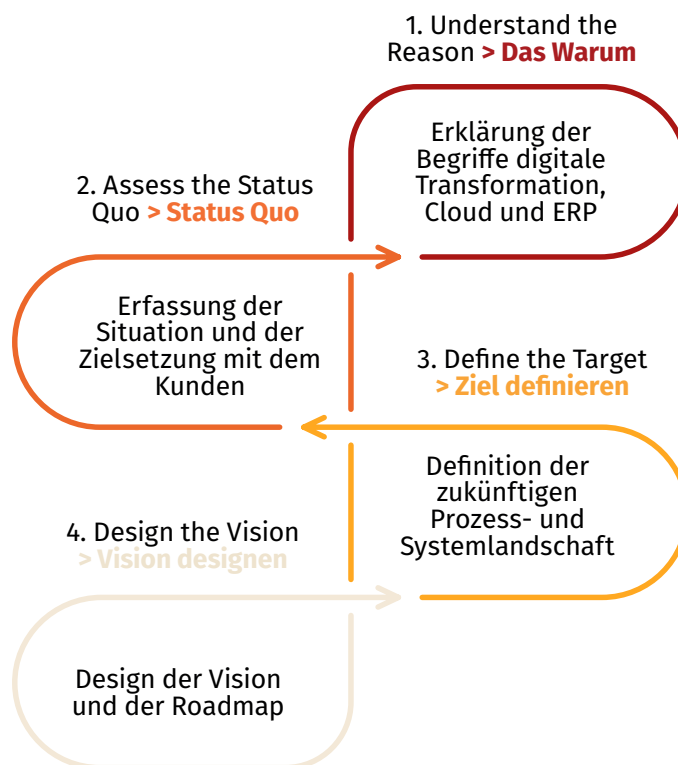 1. Understand the
Reason > Das Warum
Erklärung der
Begriffe digitale
Transformation,
Cloud und ERP
2. Assess the Status
Quo > Status Quo
Erfassung der
Situation und der
Zielsetzung mit dem
Kunden
3. Define the Target
> Ziel definieren
Definition der
zukünftigen
Prozess- und
Systemlandschaft
4. Design the Vision
> Vision designen
Design der Vision
und der Roadmap